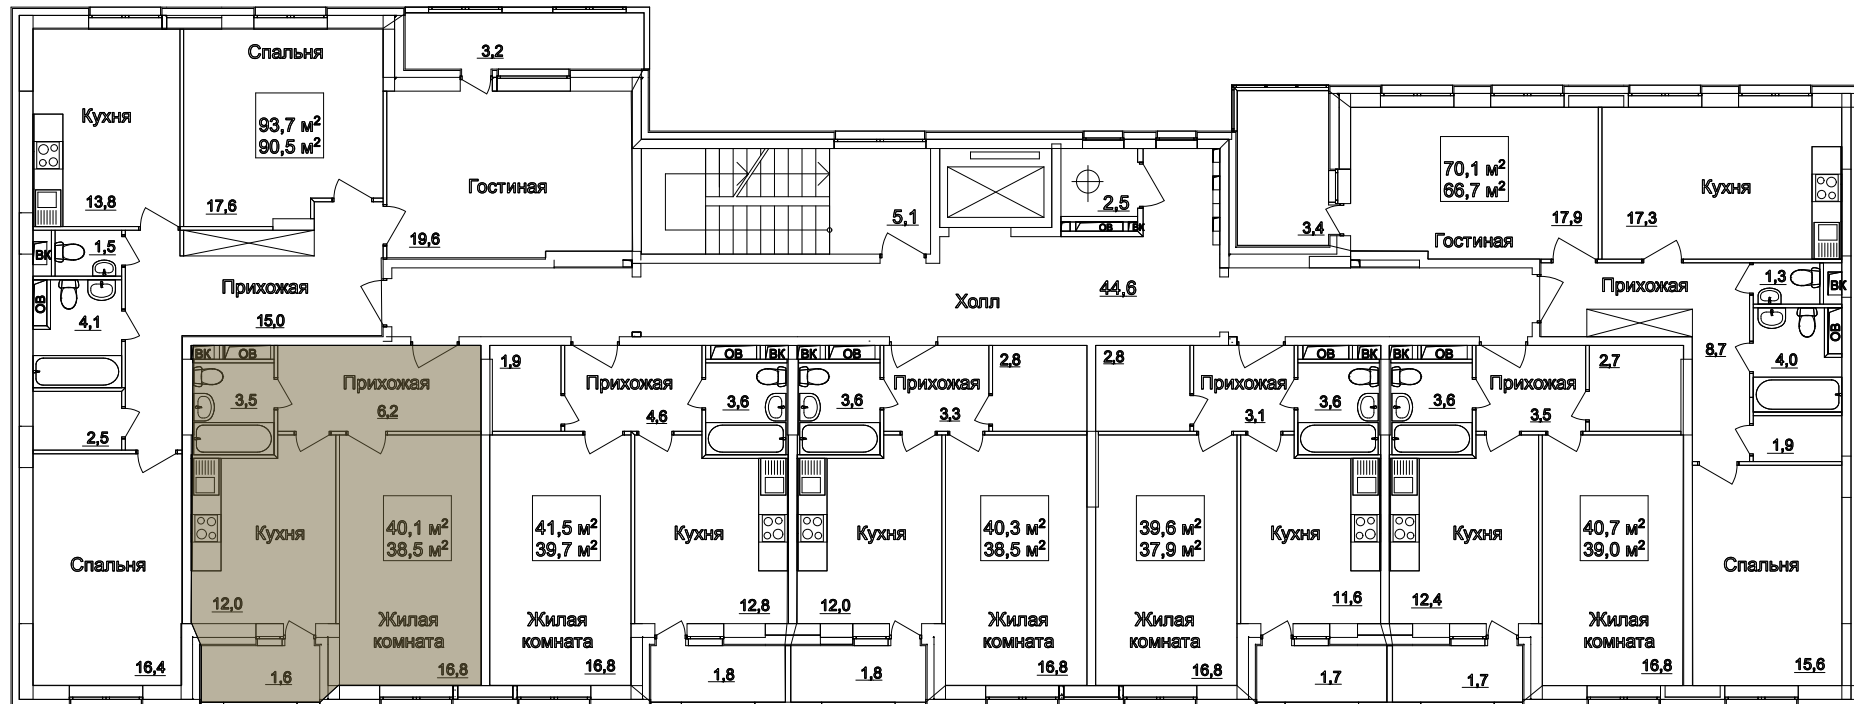 Кухня
13,8
Спальня
93,7 м²
90,5 м²
17,6
3,2
Гостиная
19,6
5,1
2,5
ОВ
ВК
3,4
70,1 м²
66,7 м²
17,9
Гостиная
Кухня
17,3
ВК
1,5
ОВ
4,1
Прихожая
15,0
2,5
Спальня
16,4
Холл
44,6
Прихожая
8,7
1,3
ВК
ОВ
4,0
1,9
Спальня
15,6
ВК
ОВ
3,5
Прихожая
6,2
Кухня
12,0
40,1 м²
38,5 м²
Жилая
комната
16,8
1,6
1,9
Прихожая
4,6
ОВ
ВК
3,6
41,5 м²
39,7 м²
Жилая
комната
16,8
Кухня
12,8
1,8
ВК
ОВ
3,6
Прихожая
3,3
2,8
Кухня
12,0
40,3 м²
38,5 м²
Жилая
комната
16,8
1,8
2,8
Прихожая
3,1
ОВ
ВК
3,6
39,6 м²
37,9 м²
16,8
Кухня
11,6
1,7
ВК
ОВ
3,6
Прихожая
3,5
2,7
Кухня
12,4
40,7 м²
39,0 м²
Жилая
комната
16,8
1,7